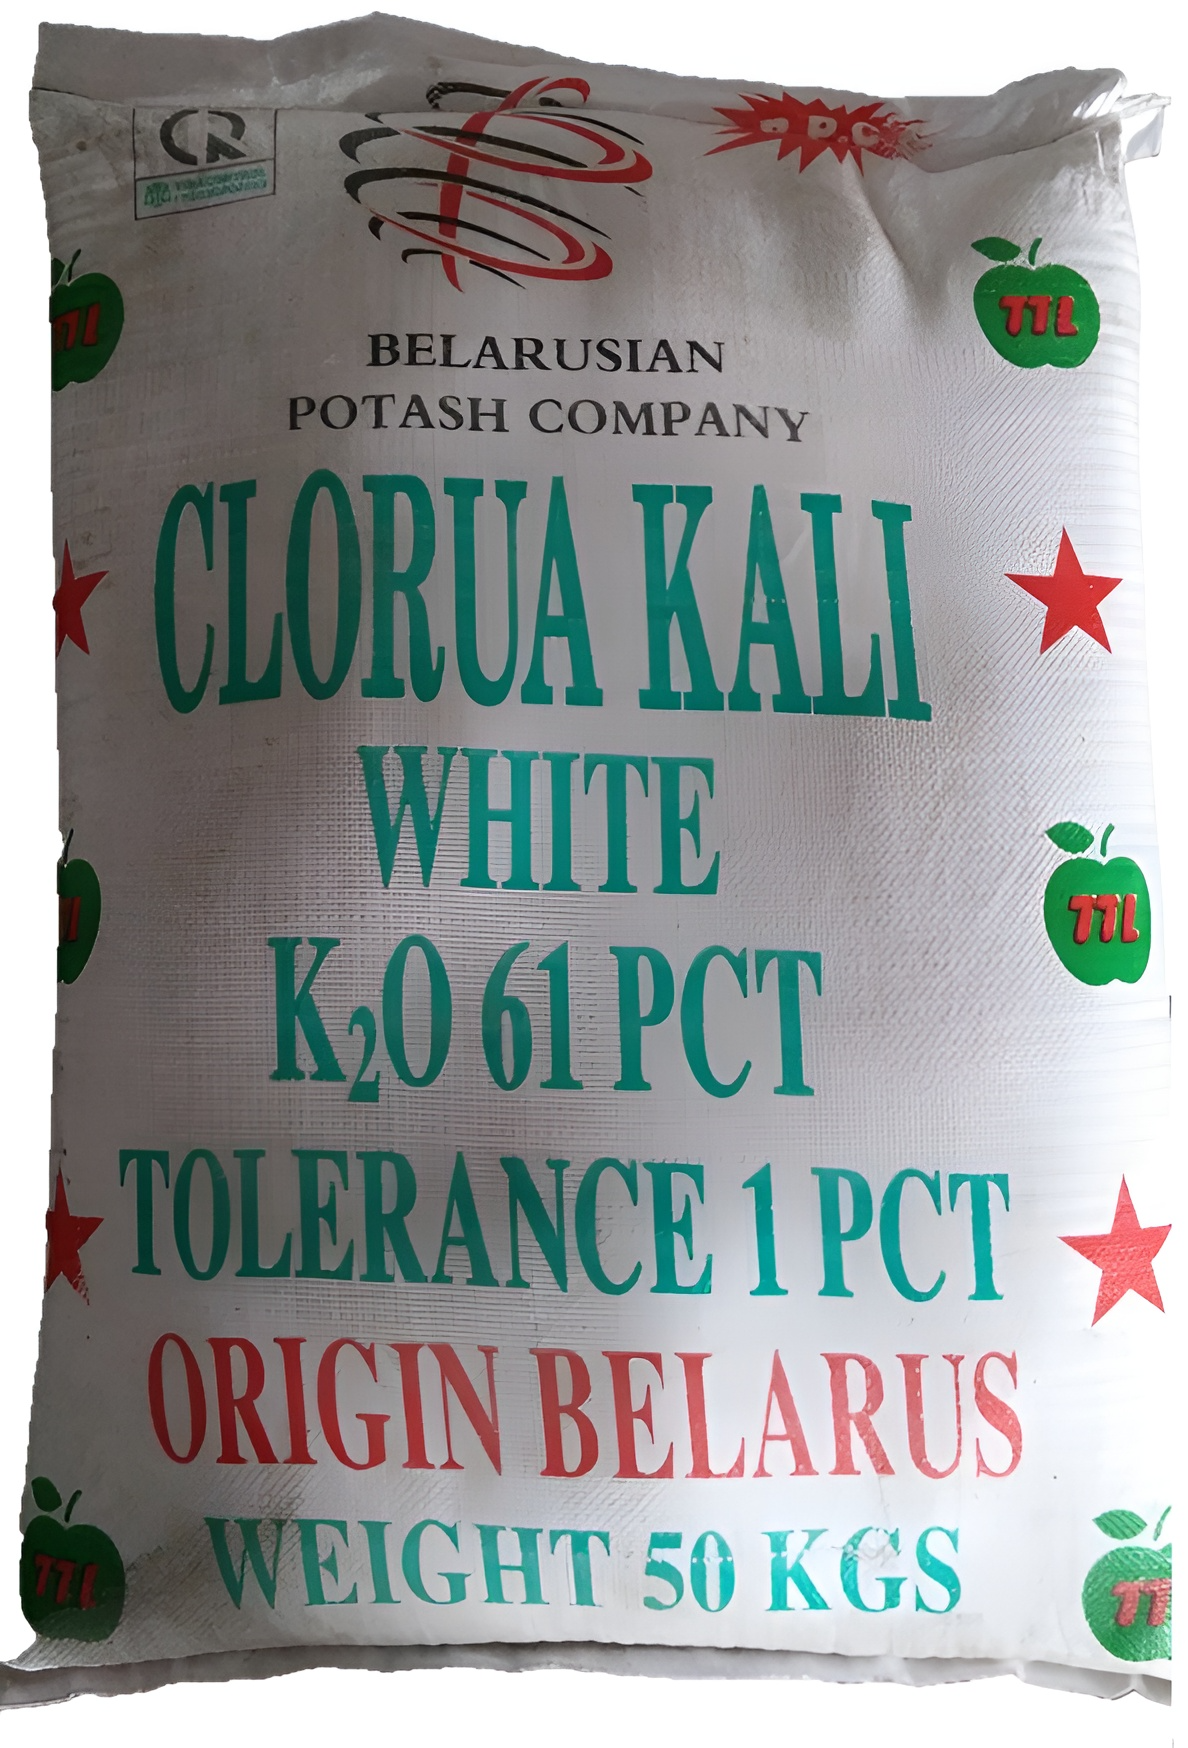 CR
B.P.C
BELARUSIAN
POTASH COMPANY
TTL
TTL
CLORUA KALI
WHITE
K₂O 61 PCT
TTL
TOLERANCE 1 PCT
ORIGIN BELARUS
WEIGHT 50 KGS
TTL